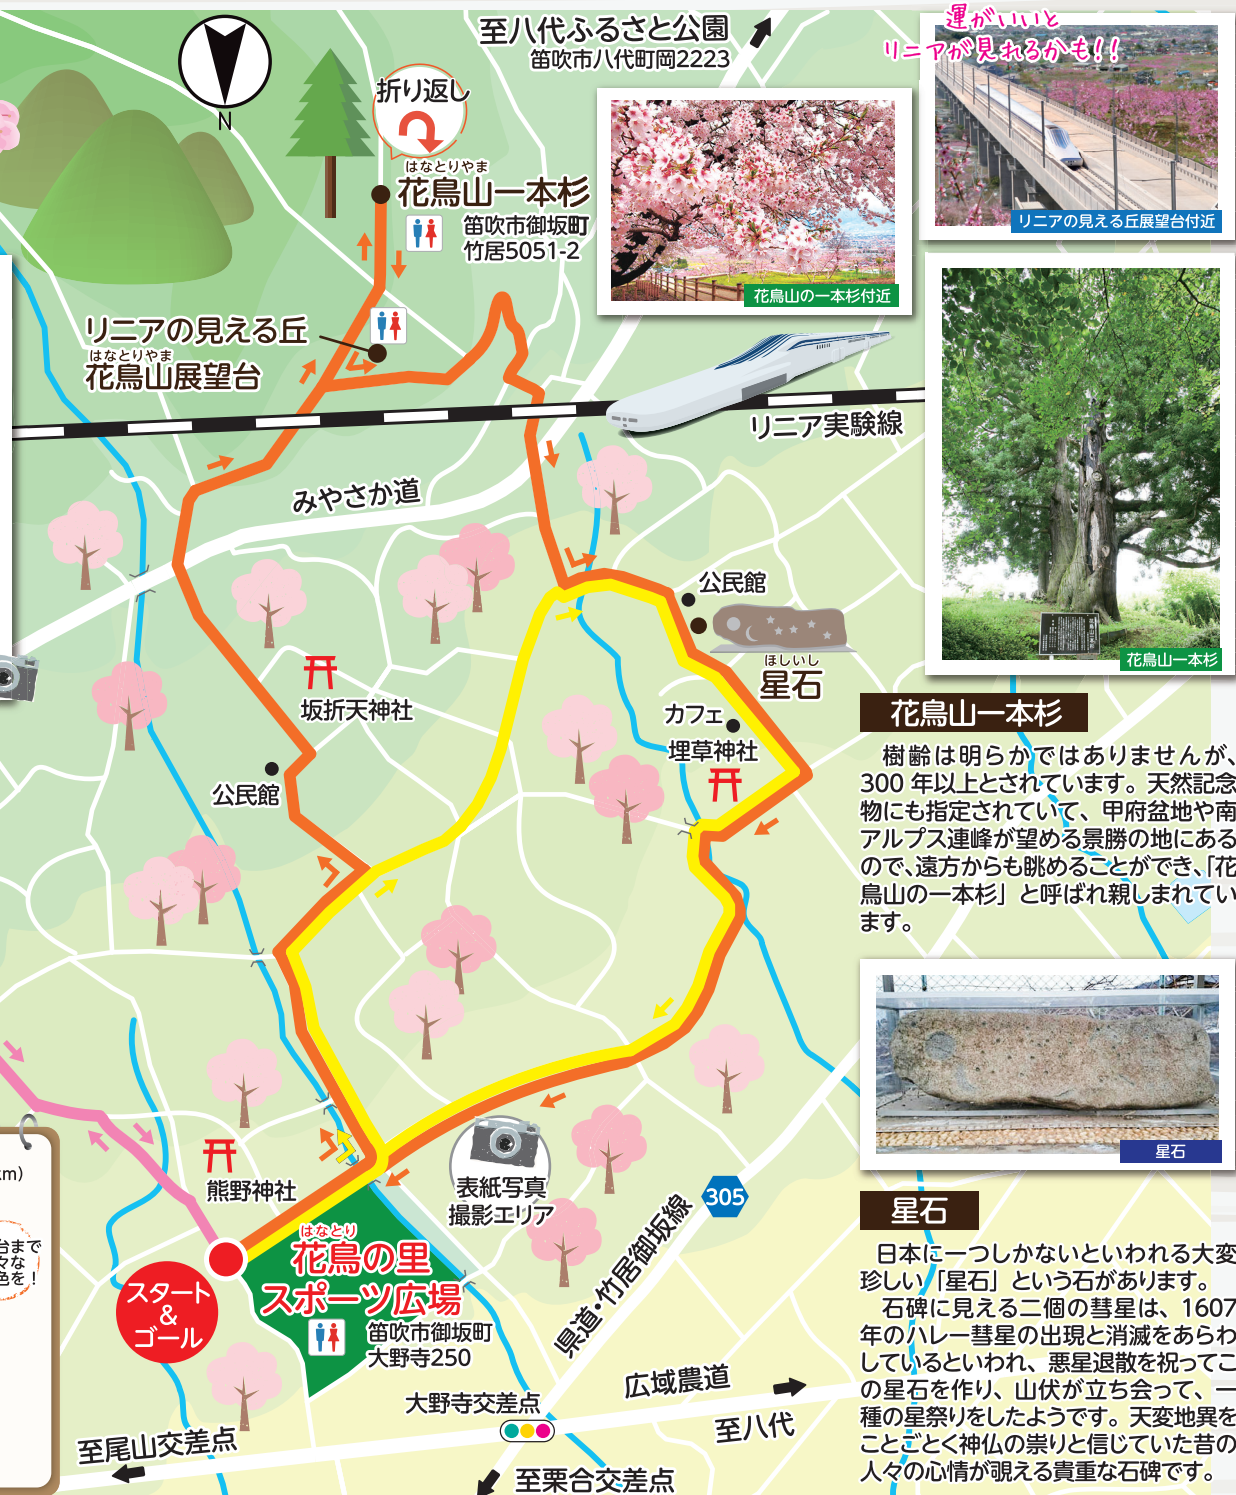 運がいいと
リニアが見れるかも!!
リニアの見える丘展望台付近
至八代ふるさと公園
笛吹市八代町岡2223
N
折り返し
はなとりやま
花鳥山一本杉
笛吹市御坂町
竹居5051-2
花鳥山の一本杉付近
リニアの見える丘
はなとりやま
花鳥山展望台
リニア実験線
みやさか道
花鳥山一本杉
公民館
ほしいし
星石
坂折天神社
カフェ
埋草神社
公民館
花鳥山一本杉
樹齢は明らかではありませんが、
300 年以上とされています。天然記念
物にも指定されていて、甲府盆地や南
アルプス連峰が望める景勝の地にある
ので、遠方からも眺めることができ、「花
鳥山の一本杉」と呼ばれ親しまれてい
ます。
星石
星石
日本に一つしかないといわれる大変
珍しい「星石」という石があります。
石碑に見える二個の彗星は、1607
年のハレー彗星の出現と消滅をあらわ
しているといわれ、悪星退散を祝ってこ
の星石を作り、山伏が立ち会って、一
種の星祭りをしたようです。天変地異を
ことごとく神仏の祟りと信じていた昔の
人々の心情が覗える貴重な石碑です。
熊野神社
表紙写真
撮影エリア
305
県道・竹居御坂線
km)
台まで
々な
色を!
スタート
&
ゴール
はなとり
花鳥の里
スポーツ広場
笛吹市御坂町
大野寺250
大野寺交差点
広域農道
至八代
至尾山交差点
至栗合交差点